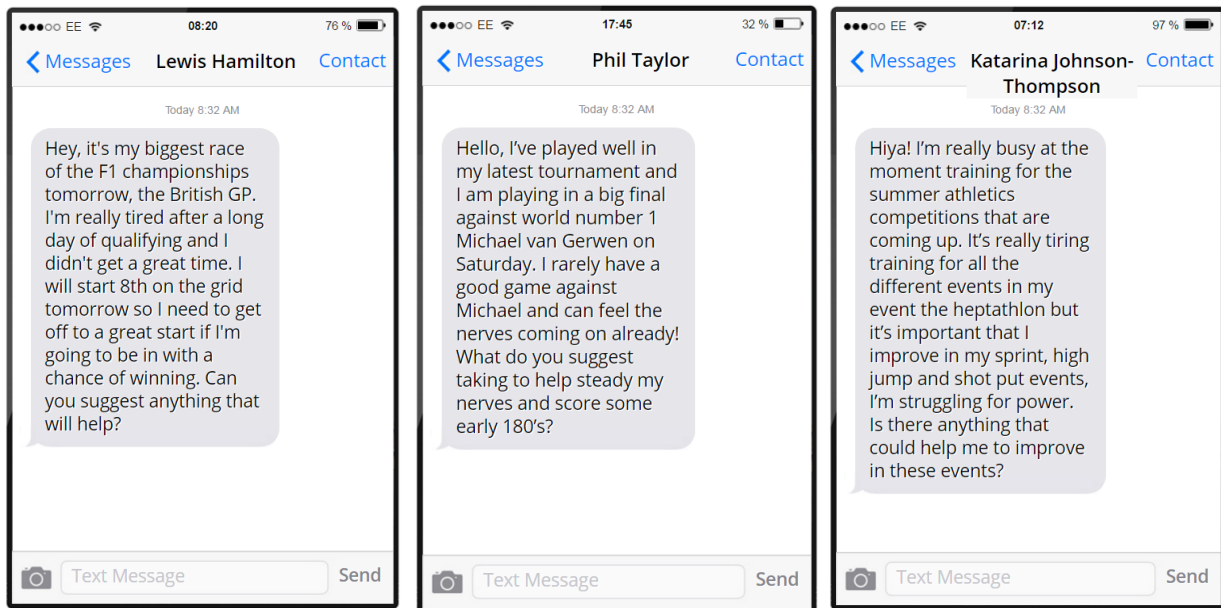 EE 08:20 76 %
Messages Lewis Hamilton Contact
Today 8:32 AM
Hey, it's my biggest race
of the F1 championships
tomorrow, the British GP.
I'm really tired after a long
day of qualifying and I
didn't get a great time. I
will start 8th on the grid
tomorrow so I need to get
off to a great start if I'm
going to be in with a
chance of winning. Can
you suggest anything that
will help?
Text Message Send
EE 17:45 32 %
Messages Phil Taylor Contact
Today 8:32 AM
Hello, I’ve played well in
my latest tournament and
I am playing in a big final
against world number 1
Michael van Gerwen on
Saturday. I rarely have a
good game against
Michael and can feel the
nerves coming on already!
What do you suggest
taking to help steady my
nerves and score some
early 180’s?
Text Message Send
EE 07:12 97 %
Messages Katarina Johnson- Contact
Thompson
Today 8:32 AM
Hiya! I’m really busy at the
moment training for the
summer athletics
competitions that are
coming up. It’s really tiring
training for all the
different events in my
event the heptathlon but
it’s important that I
improve in my sprint, high
jump and shot put events,
I’m struggling for power.
Is there anything that
could help me to improve
in these events?
Text Message Send